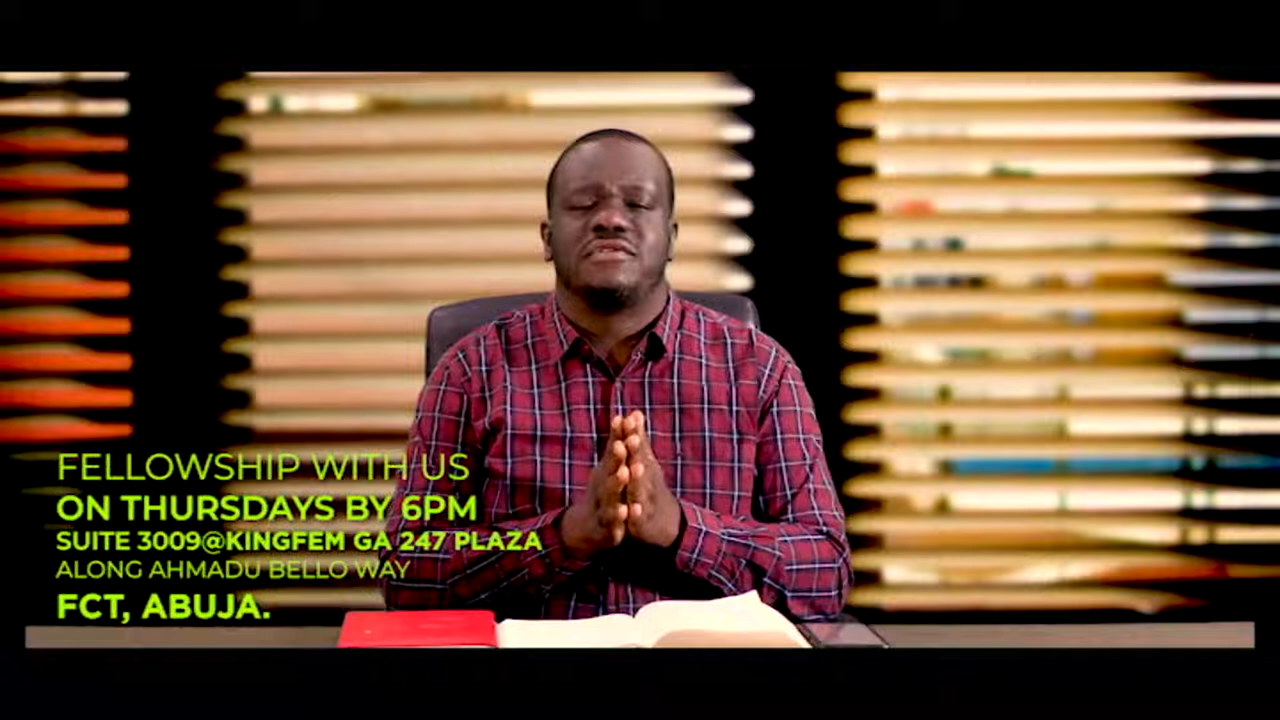 FELLOWSHIP WITH US
ON THURSDAYS BY 6PM
SUITE 3009@KINGFEM GA 247 PLAZA
ALONG AHMADU BELLO WAY
FCT, ABUJA.